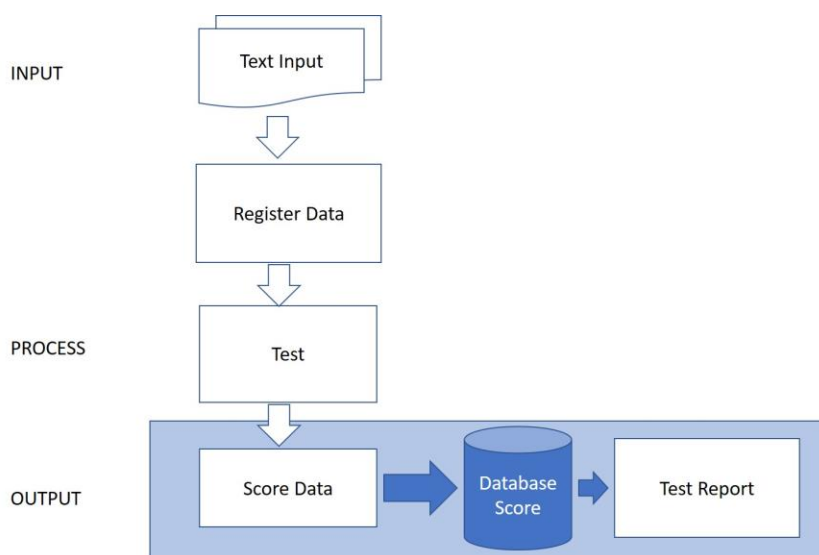 INPUT
Text Input
Register Data
PROCESS
Test
OUTPUT
Score Data
Database
Score
Test Report